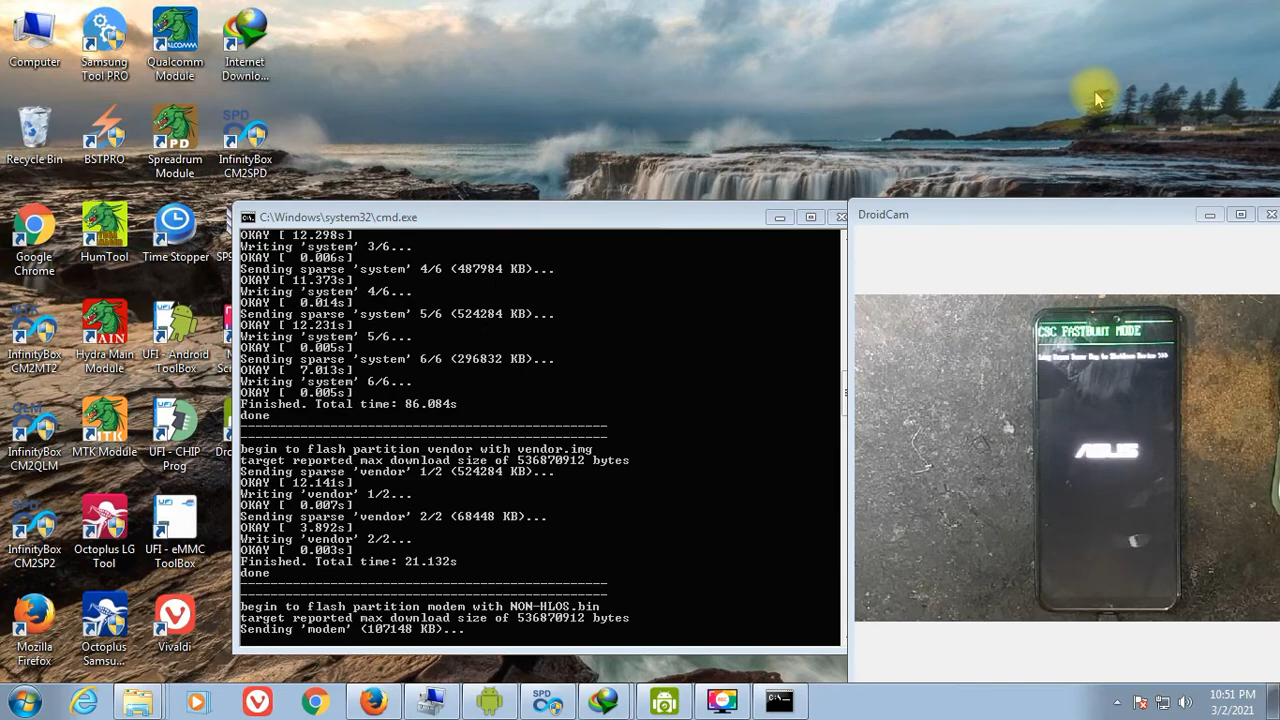 Computer
Samsung Tool PRO
Qualcomm Module
Internet Downlo...
Recycle Bin
BSTPRO
Spreadrum Module
InfinityBox CM2SPD
Google Chrome
HumTool
Time Stopper
InfinityBox CM2MT2
Hydra Main Module
UFI - Android ToolBox
InfinityBox CM2QLM
MTK Module
UFI - CHIP Prog
InfinityBox CM2SP2
Octoplus LG Tool
UFI - eMMC ToolBox
Mozilla Firefox
Octoplus Samsu...
Vivaldi
C:\Windows\system32\cmd.exe
OKAY [ 12.298s]
Writing 'system' 3/6...
OKAY [  0.006s]
Sending sparse 'system' 4/6 (487984 KB)...
OKAY [ 11.373s]
Writing 'system' 4/6...
OKAY [  0.014s]
Sending sparse 'system' 5/6 (524284 KB)...
OKAY [ 12.231s]
Writing 'system' 5/6...
OKAY [  0.005s]
Sending sparse 'system' 6/6 (296832 KB)...
OKAY [  7.013s]
Writing 'system' 6/6...
OKAY [  0.005s]
Finished. Total time: 86.084s
done
-------------------------------------------------
-------------------------------------------------
begin to flash partition vendor with vendor.img
target reported max download size of 536870912 bytes
Sending sparse 'vendor' 1/2 (524284 KB)...
OKAY [ 12.141s]
Writing 'vendor' 1/2...
OKAY [  0.007s]
Sending sparse 'vendor' 2/2 (68448 KB)...
OKAY [  3.892s]
Writing 'vendor' 2/2...
OKAY [  0.003s]
Finished. Total time: 21.132s
done
-------------------------------------------------
-------------------------------------------------
begin to flash partition modem with NON-HLOS.bin
target reported max download size of 536870912 bytes
Sending 'modem' (107148 KB)...
DroidCam
CSC FASTBOOT MODE
Long Press Power Key to Shutdown Device >>>
ASUS
10:51 PM
3/2/2021